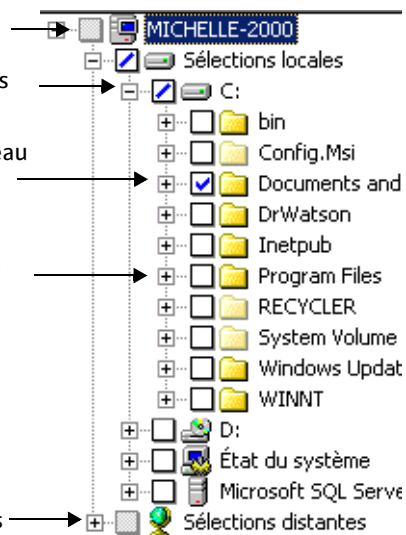 MICHELLE-2000
Sélections locales
C:
bin
Config.Msi
Documents and
DrWatson
Inetpub
Program Files
RECYCLER
System Volume
Windows Updat
WINNT
D:
État du système
Microsoft SQL Serve
Sélections distantes